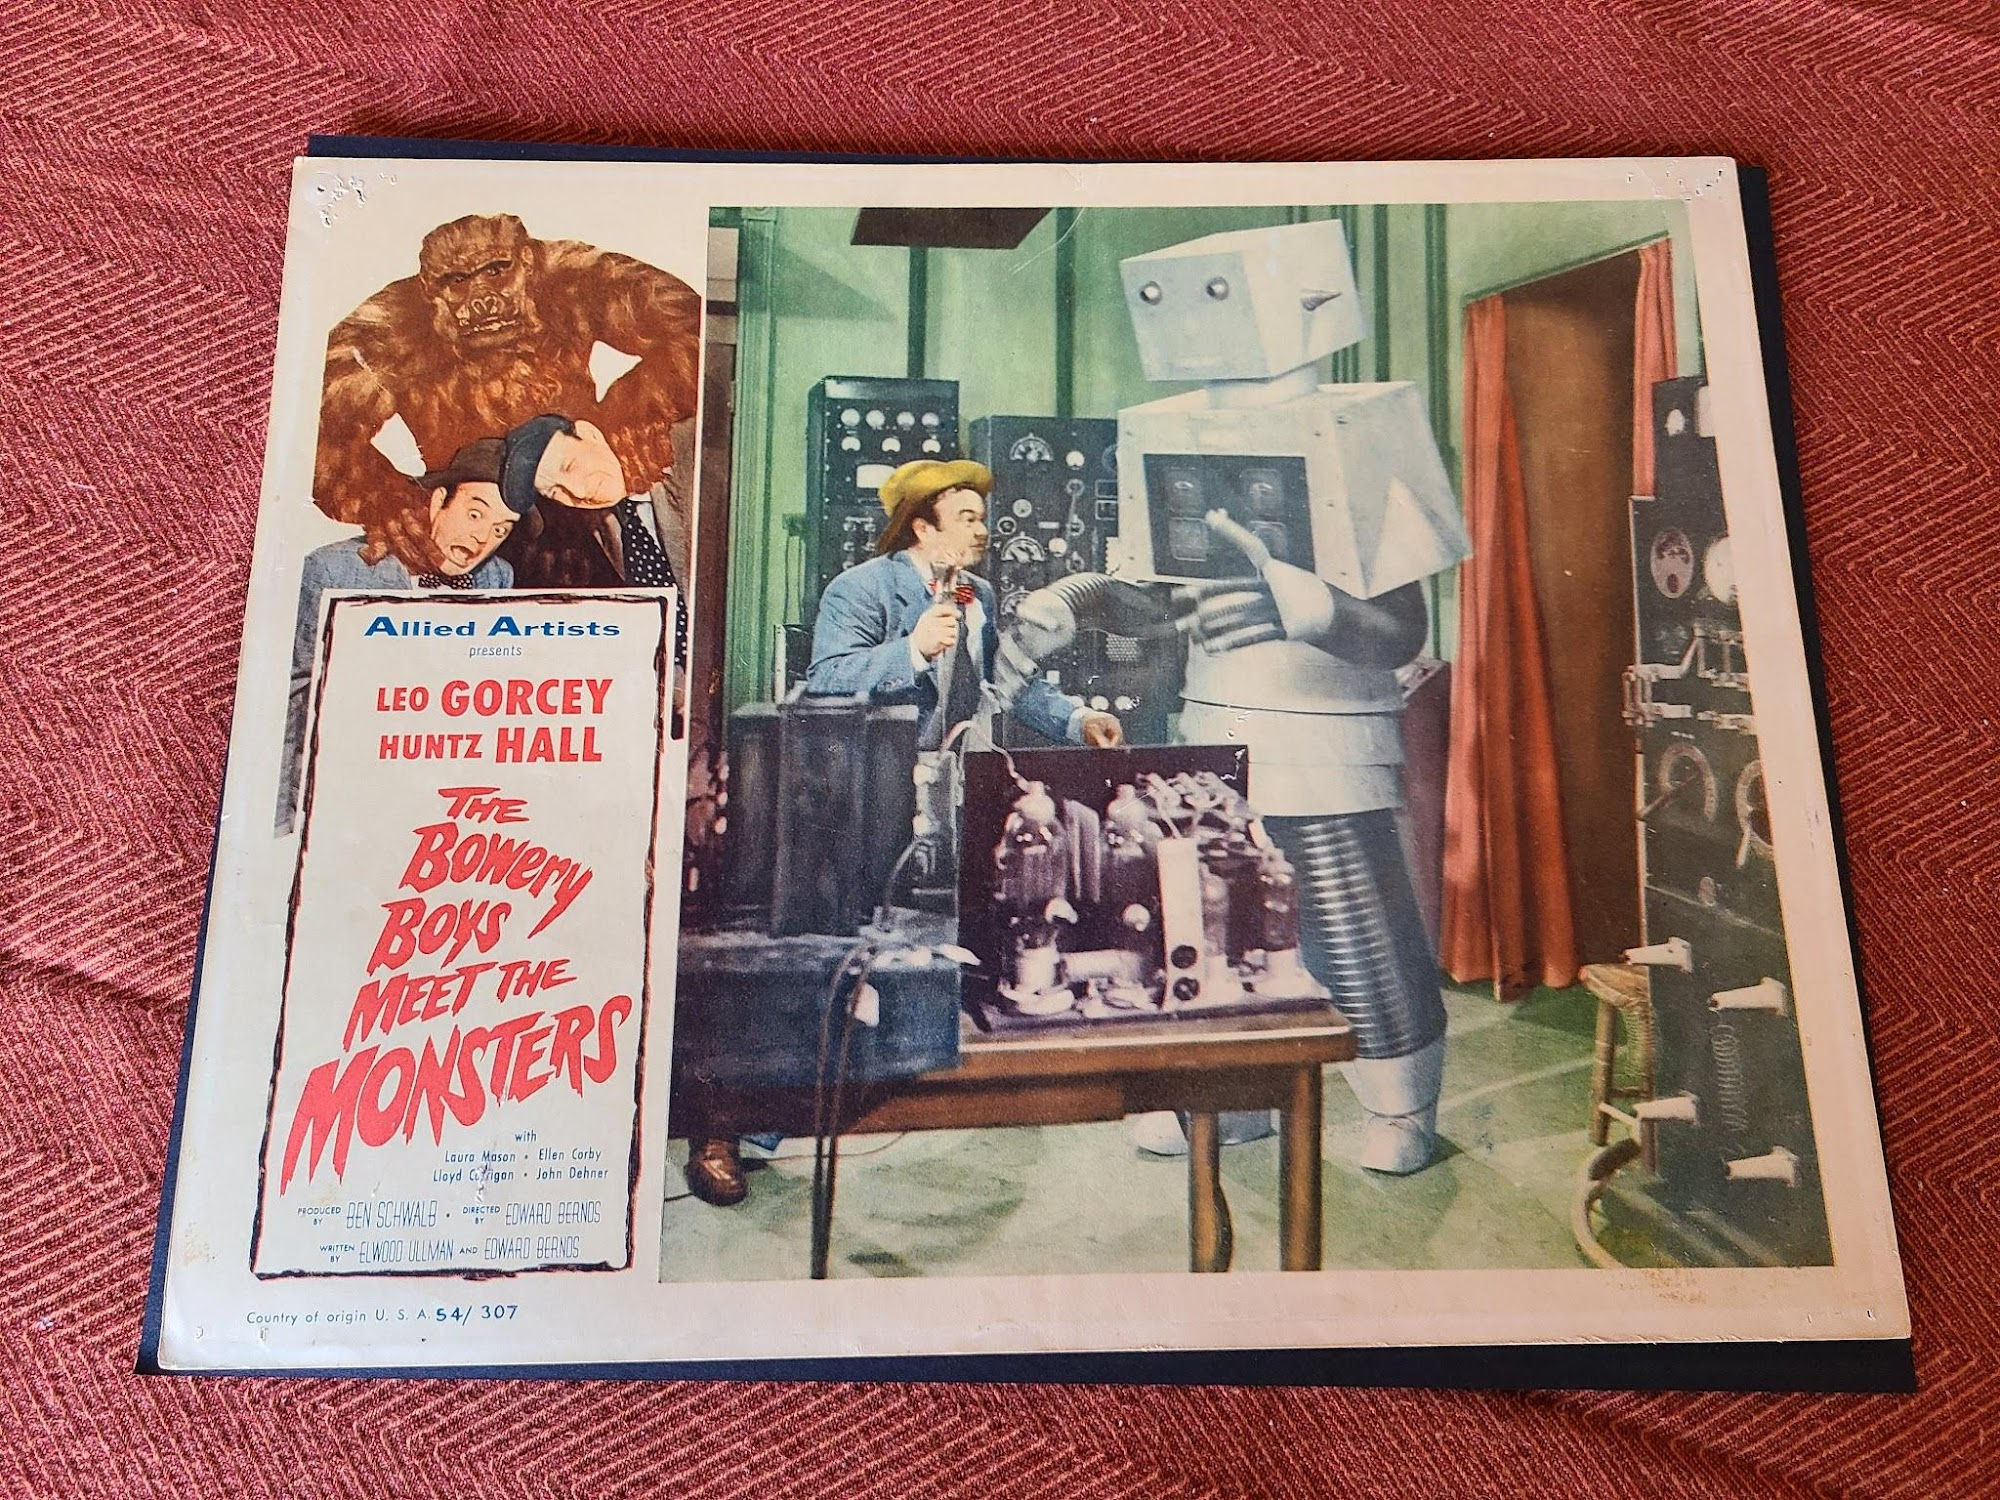 Allied Artists
presents
LEO GORCEY
HUNTZ HALL
THE
BOWERY
BOYS
MEET THE
MONSTERS
with
Laura Mason • Ellen Corby
Lloyd Corrigan • John Dehner
PRODUCED BY BEN SCHWALB • DIRECTED BY EDWARD BERNDS
WRITTEN BY ELWOOD ULLMAN AND EDWARD BERNDS
Country of origin U. S. A. 54/307